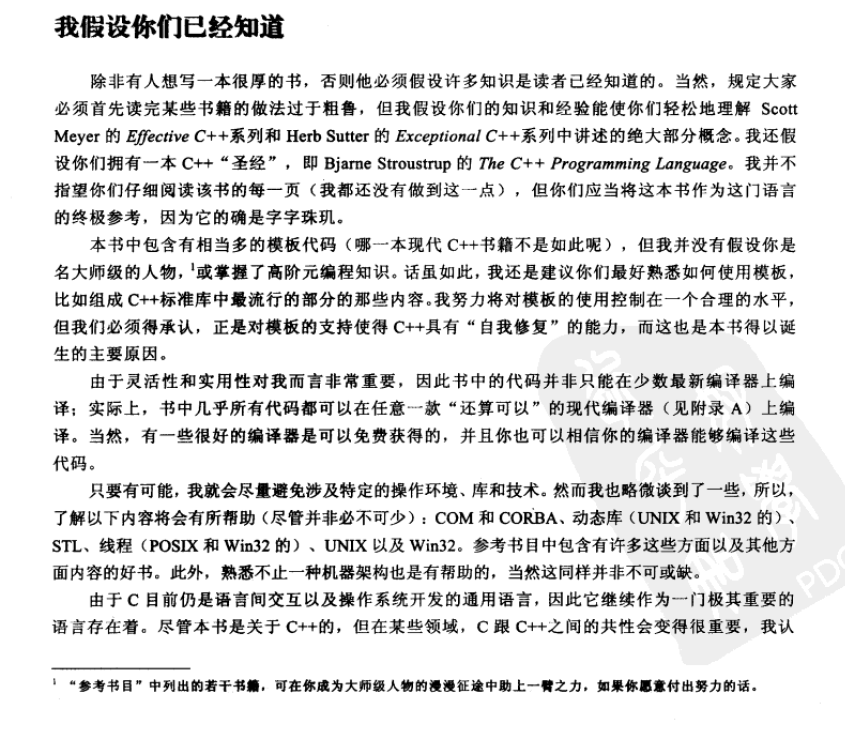 我假设你们已经知道
除非有人想写一本很厚的书，否则他必须假设许多知识是读者已经知道的。当然，规定大家
必须首先读完某些书籍的做法过于粗鲁，但我假设你们的知识和经验能使你们轻松地理解 Scott
Meyer 的 Effective C++系列和 Herb Sutter 的 Exceptional C++系列中讲述的绝大部分概念。我还假
设你们拥有一本 C++“圣经”，即 Bjarne Stroustrup 的 The C++ Programming Language。我并不
指望你们仔细阅读该书的每一页（我都还没有做到这一点），但你们应当将这本书作为这门语言
的终极参考，因为它的确是字字珠玑。
本书中包含有相当多的模板代码（哪一本现代 C++书籍不是如此呢），但我并没有假设你是
名大师级的人物，¹或掌握了高阶元编程知识。话虽如此，我还是建议你们最好熟悉如何使用模板，
比如组成 C++标准库中最流行的部分的那些内容。我努力将对模板的使用控制在一个合理的水平，
但我们必须得承认，正是对模板的支持使得 C++具有“自我修复”的能力，而这也是本书得以诞
生的主要原因。
由于灵活性和实用性对我而言非常重要，因此书中的代码并非只能在少数最新编译器上编
译；实际上，书中几乎所有代码都可以在任意一款“还算可以”的现代编译器（见附录 A）上编
译。当然，有一些很好的编译器是可以免费获得的，并且你也可以相信你的编译器能够编译这些
代码。
只要有可能，我就会尽量避免涉及特定的操作环境、库和技术。然而我也略微谈到了一些，所以，
了解以下内容将会有所帮助（尽管并非必不可少）：COM 和 CORBA、动态库（UNIX 和 Win32 的）、
STL、线程（POSIX 和 Win32 的）、UNIX 以及 Win32。参考书目中包含有许多这些方面以及其他方
面内容的好书。此外，熟悉不止一种机器架构也是有帮助的，当然这同样并非不可或缺。
由于 C 目前仍是语言间交互以及操作系统开发的通用语言，因此它继续作为一门极其重要的
语言存在着。尽管本书是关于 C++的，但在某些领域，C 跟 C++之间的共性会变得很重要，我认
¹ “参考书目”中列出的若干书籍，可在你成为大师级人物的漫漫征途中助上一臂之力，如果你愿意付出努力的话。